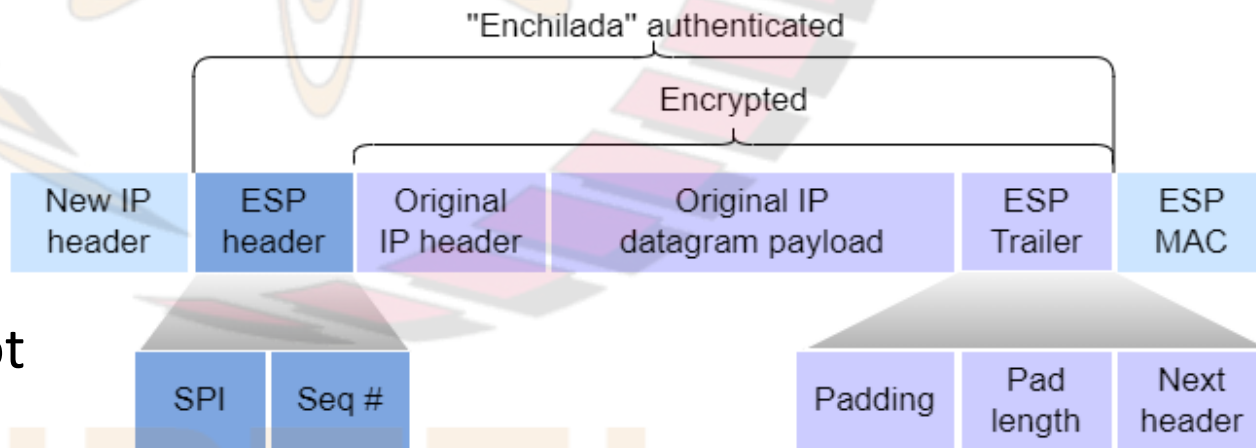 "Enchilada" authenticated
Encrypted
New IP
header
ESP
header
Original
IP header
Original IP
datagram payload
ESP
Trailer
ESP
MAC
SPI
Seq #
Padding
Pad
length
Next
header